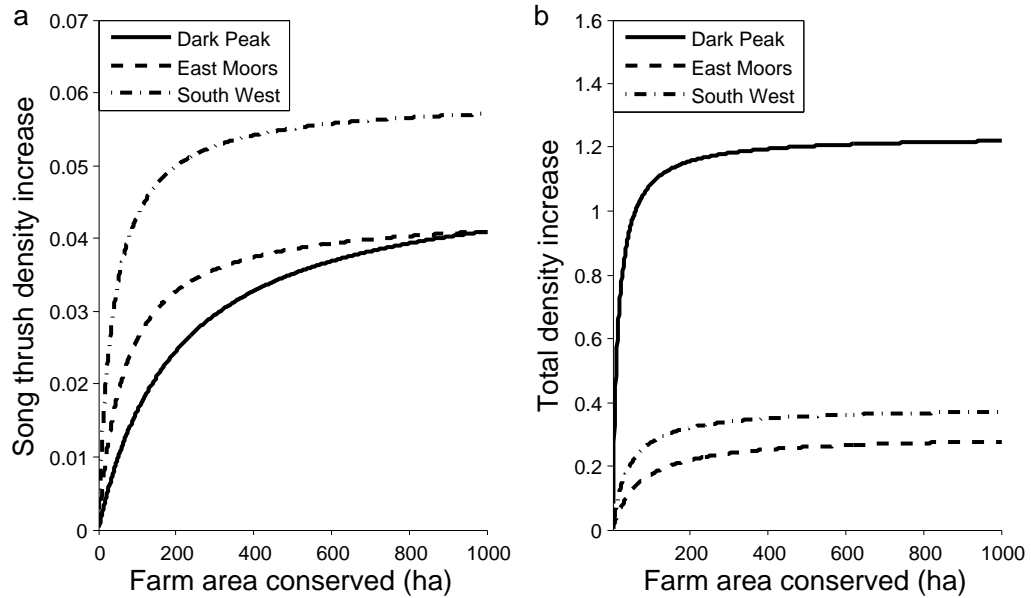 a
0.07
0.06
0.05
0.04
0.03
0.02
0.01
0
Song thrush density increase
Dark Peak
East Moors
South West
0 200 400 600 800 1000
Farm area conserved (ha)
b
1.6
1.4
1.2
1
0.8
0.6
0.4
0.2
0
Total density increase
Dark Peak
East Moors
South West
200 400 600 800 1000
Farm area conserved (ha)